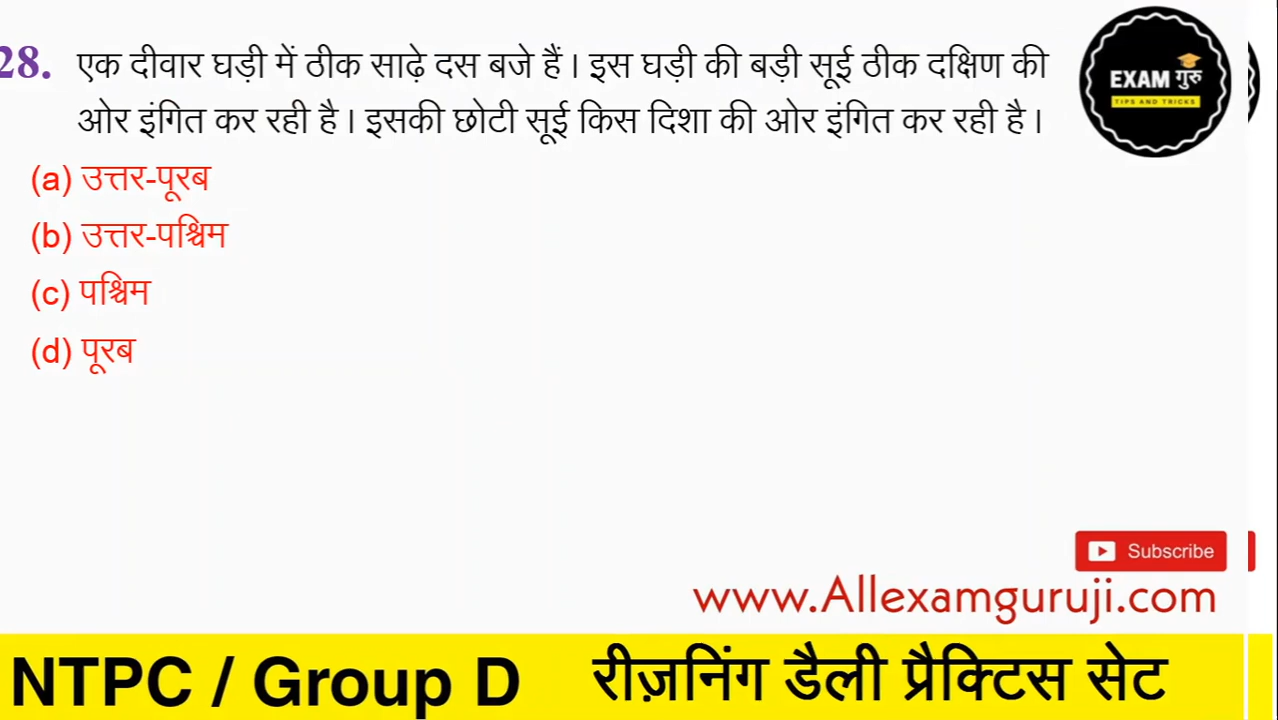 28. एक दीवार घड़ी में ठीक साढ़े दस बजे हैं। इस घड़ी की बड़ी सूई ठीक दक्षिण की
ओर इंगित कर रही है। इसकी छोटी सूई किस दिशा की ओर इंगित कर रही है।
EXAM गुरु
TIPS AND TRICKS
(a) उत्तर-पूरब
(b) उत्तर-पश्चिम
(c) पश्चिम
(d) पूरब
Subscribe
www.Allexamguruji.com
NTPC / Group D रीज़निंग डैली प्रैक्टिस सेट